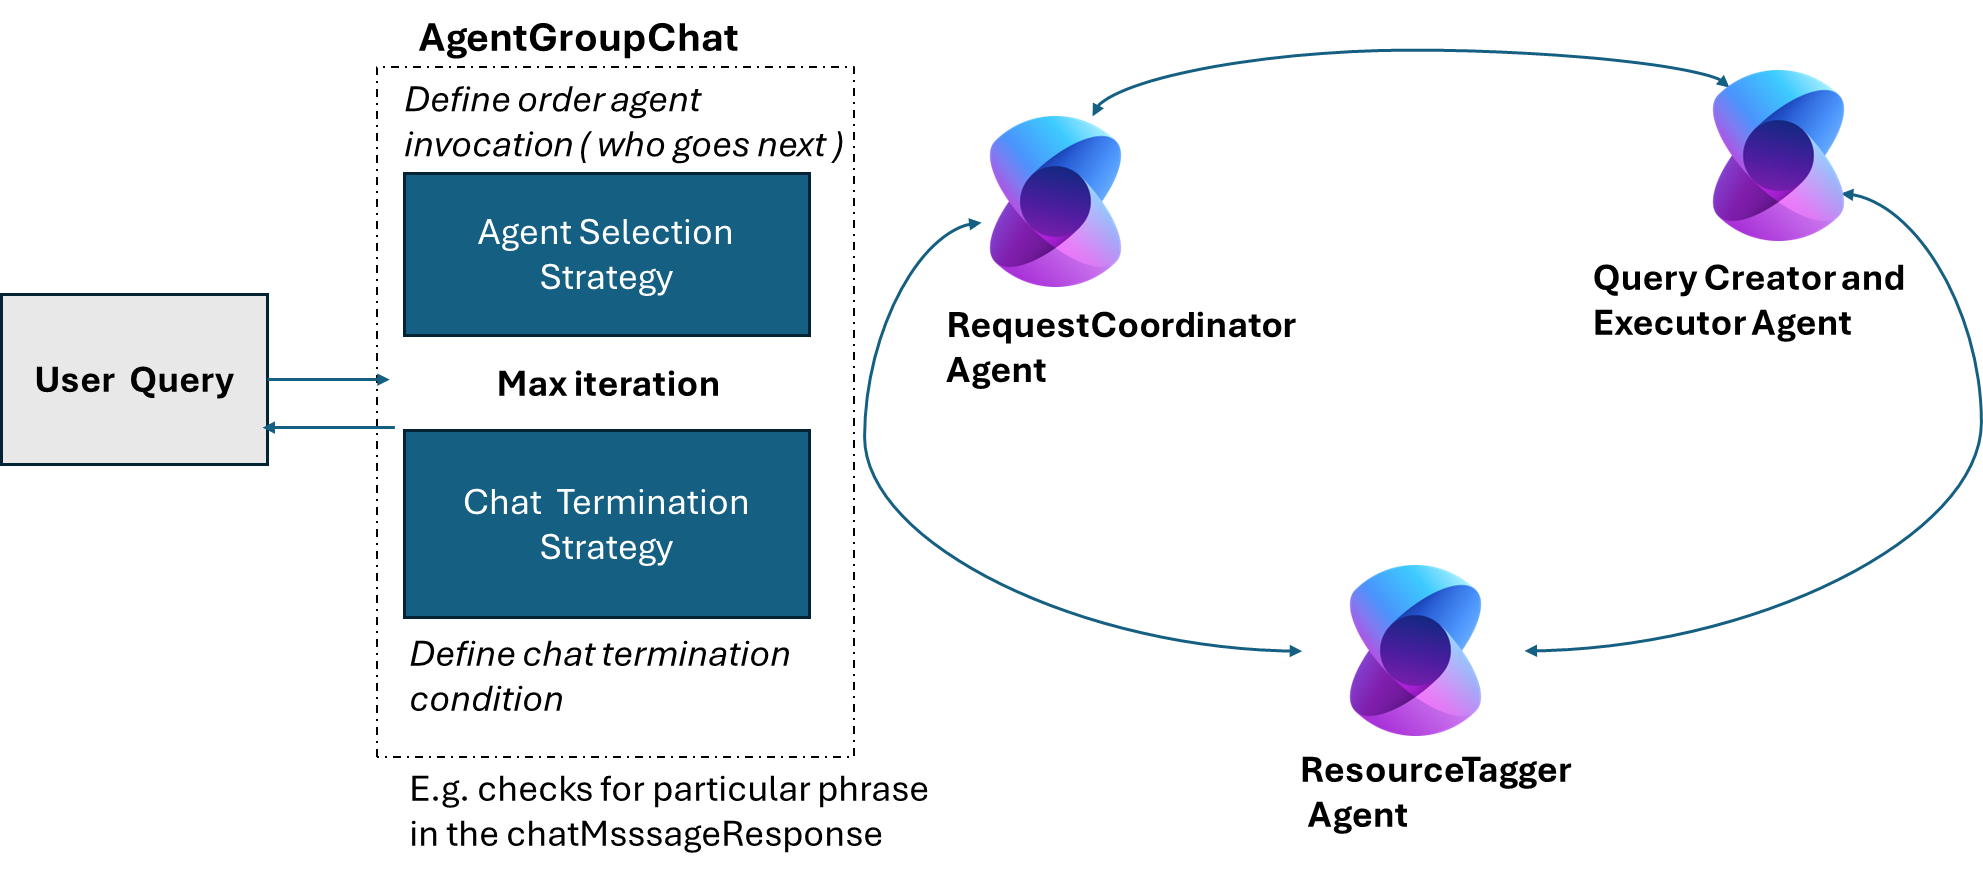 AgentGroupChat
Define order agent
invocation ( who goes next )
Agent Selection
Strategy
User Query
Max iteration
Chat Termination
Strategy
Define chat termination
condition
E.g. checks for particular phrase
in the chatMsssageResponse
RequestCoordinator
Agent
Query Creator and
Executor Agent
ResourceTagger
Agent